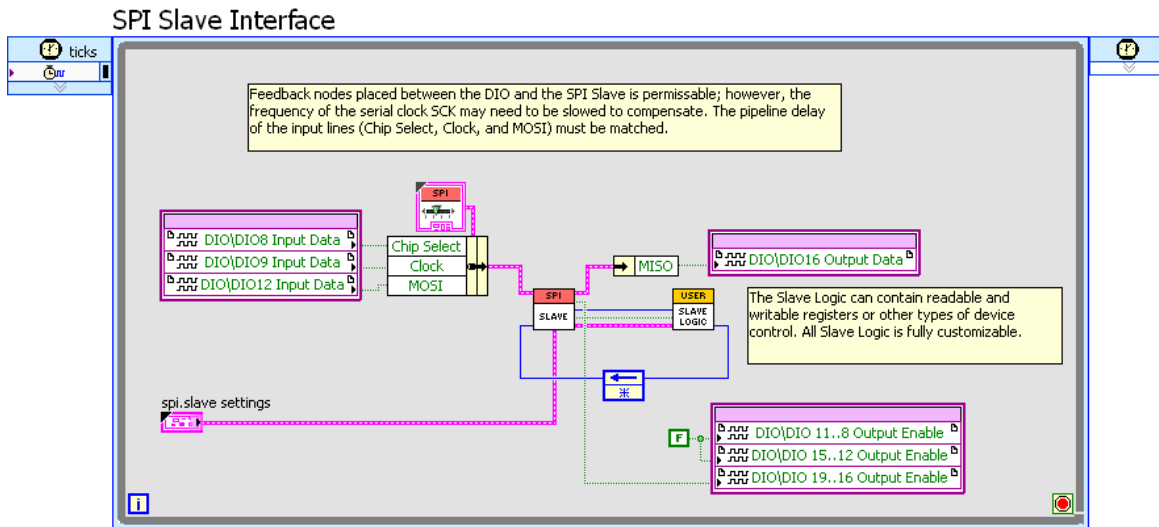 SPI Slave Interface
ticks
Feedback nodes placed between the DIO and the SPI Slave is permissable; however, the
frequency of the serial clock SCK may need to be slowed to compensate. The pipeline delay
of the input lines (Chip Select, Clock, and MOSI) must be matched.
SPI
DIO\DIO8 Input Data
DIO\DIO9 Input Data
DIO\DIO12 Input Data
Chip Select
Clock
MOSI
MISO
DIO\DIO16 Output Data
SPI
SLAVE
USER
SLAVE
LOGIC
The Slave Logic can contain readable and
writable registers or other types of device
control. All Slave Logic is fully customizable.
spi.slave settings
F
DIO\DIO 11..8 Output Enable
DIO\DIO 15..12 Output Enable
DIO\DIO 19..16 Output Enable
i